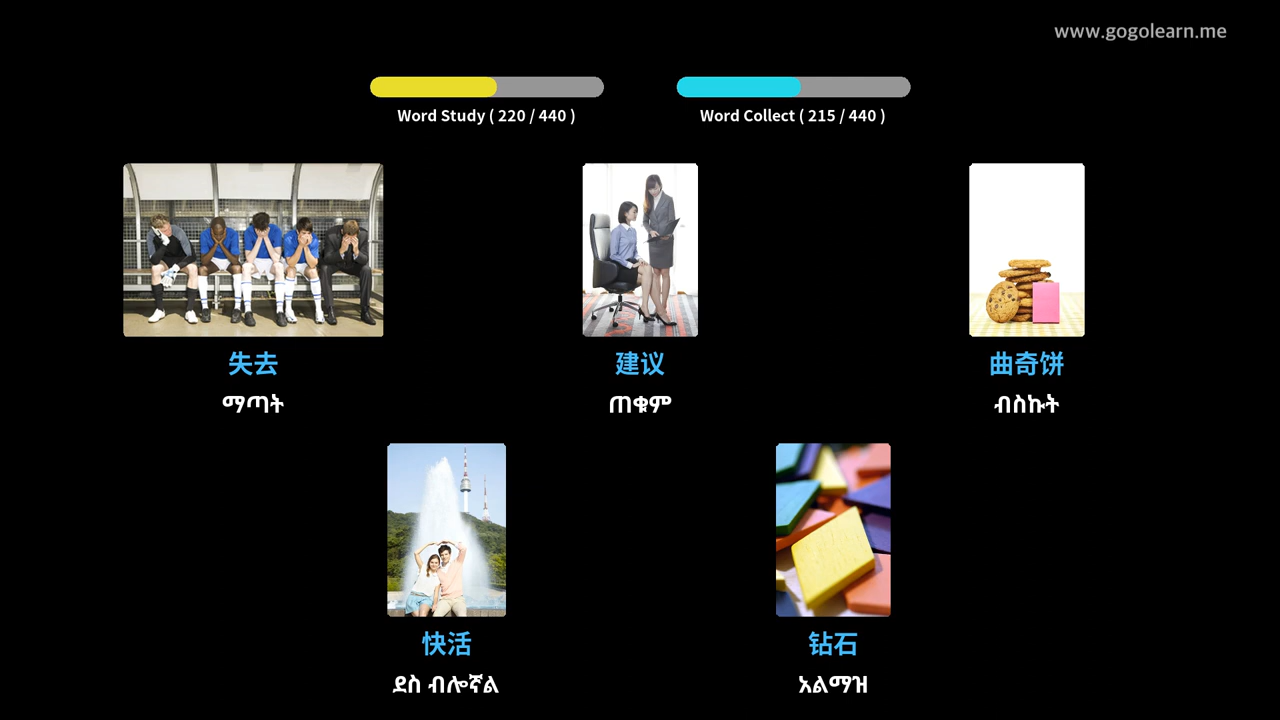 www.gogolearn.me
Word Study ( 220 / 440 )
Word Collect ( 215 / 440 )
失去
ማጣት
建议
ጠቁም
曲奇饼
ብስኩት
快活
ደስ ብሎኛል
钻石
አልማዝ